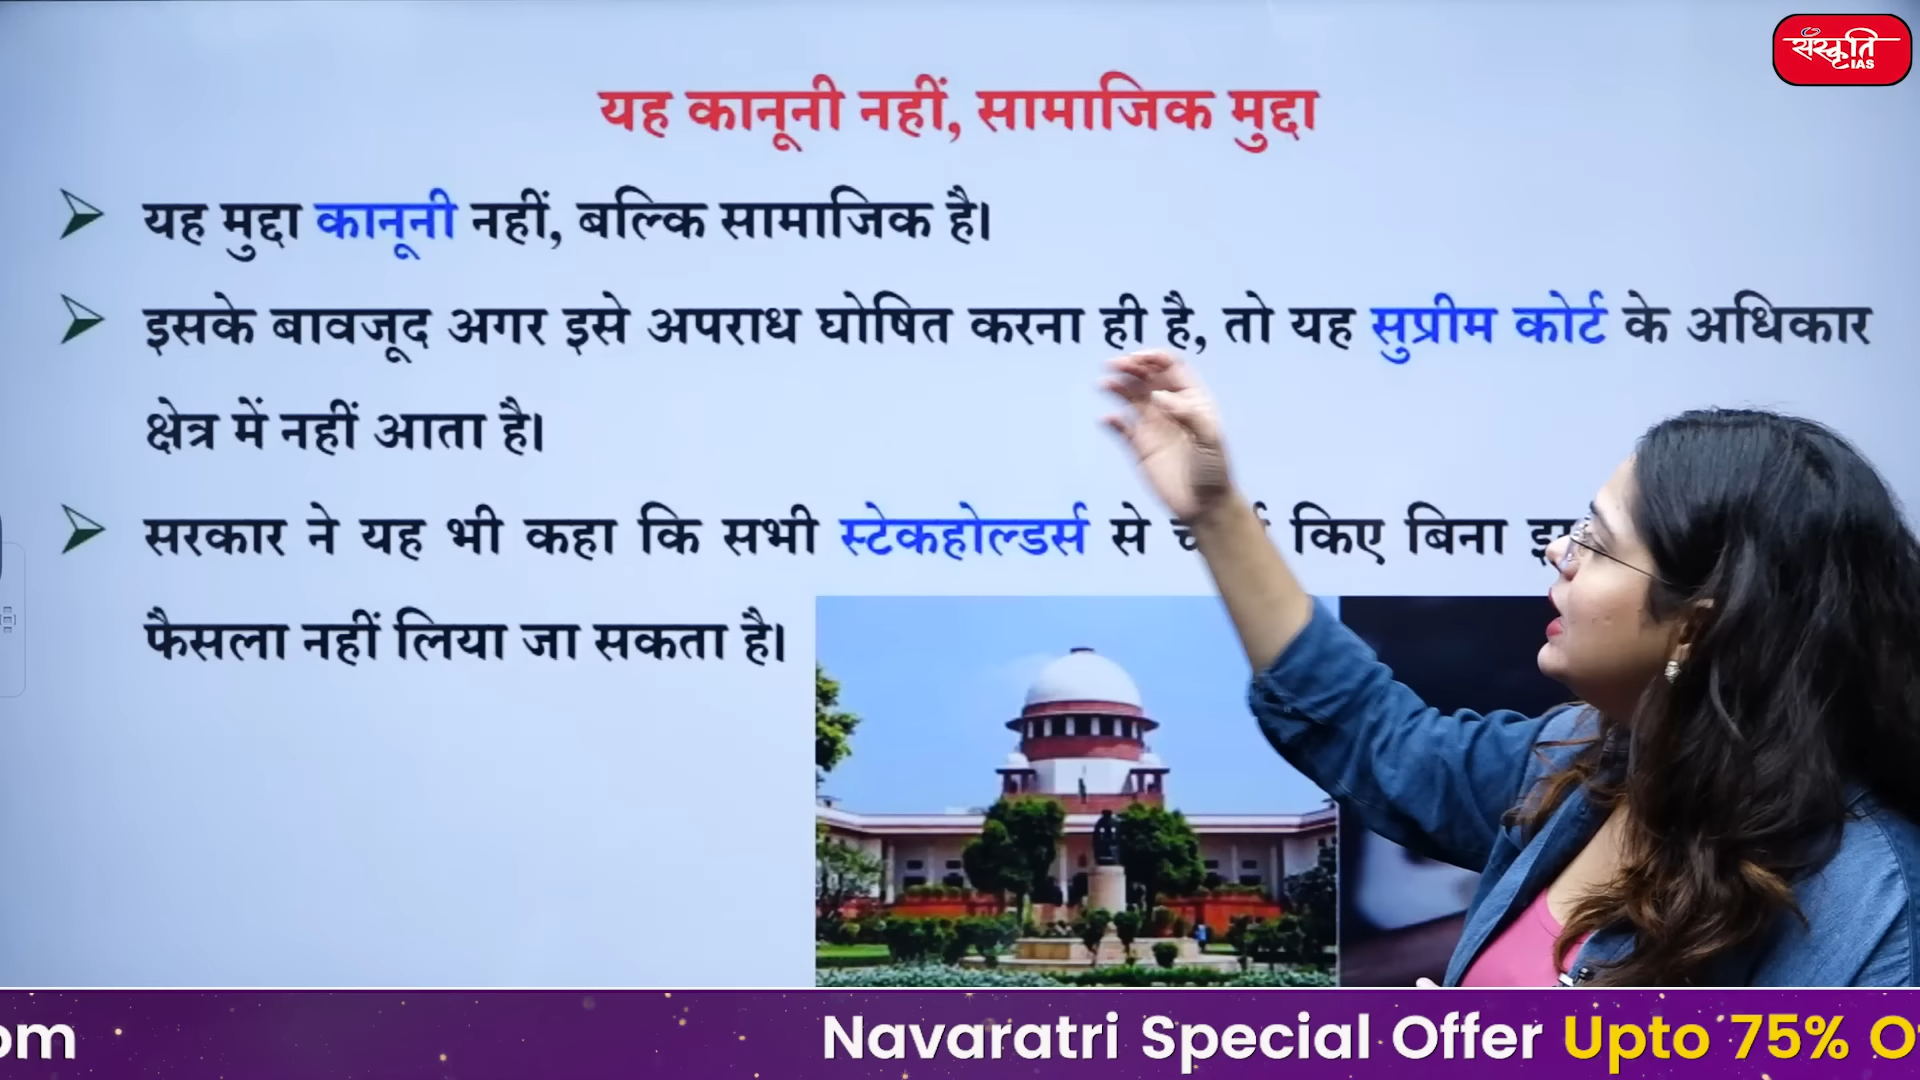 संस्कृति
IAS
यह कानूनी नहीं, सामाजिक मुद्दा
यह मुद्दा कानूनी नहीं, बल्कि सामाजिक है।
इसके बावजूद अगर इसे अपराध घोषित करना ही है, तो यह सुप्रीम कोर्ट के अधिकार
क्षेत्र में नहीं आता है।
सरकार ने यह भी कहा कि सभी स्टेकहोल्डर्स से किए बिना
फैसला नहीं लिया जा सकता है।
om Navaratri Special Offer Upto 75% O